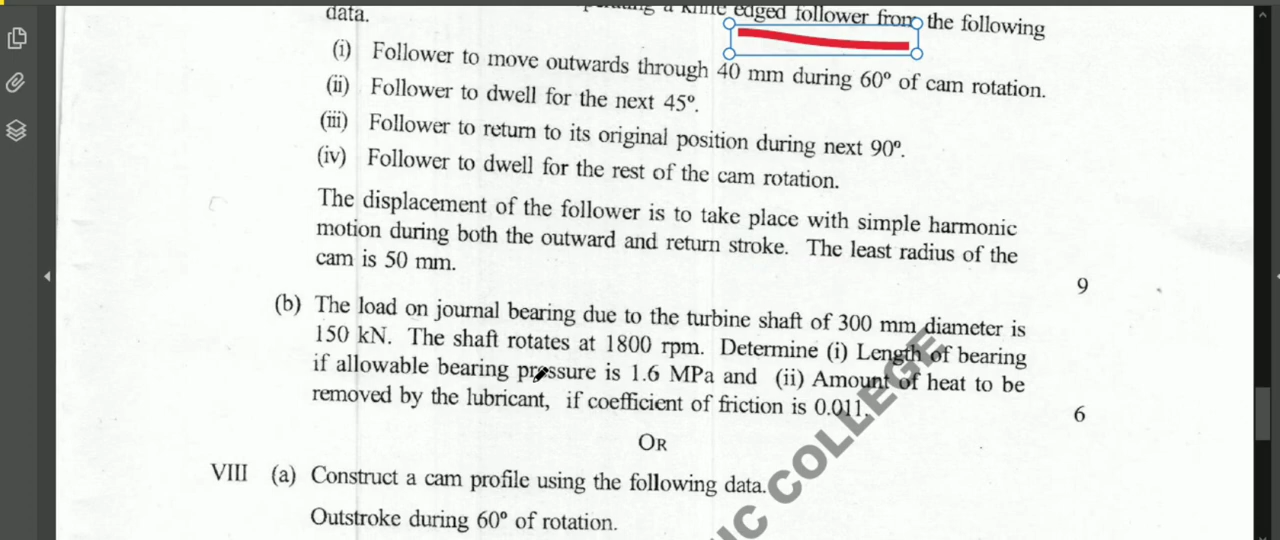 a knife edged follower from the following
data.
(i) Follower to move outwards through 40 mm during 60° of cam rotation.
(ii) Follower to dwell for the next 45°.
(iii) Follower to return to its original position during next 90°.
(iv) Follower to dwell for the rest of the cam rotation.
The displacement of the follower is to take place with simple harmonic
motion during both the outward and return stroke. The least radius of the
cam is 50 mm.
9
(b) The load on journal bearing due to the turbine shaft of 300 mm diameter is
150 kN. The shaft rotates at 1800 rpm. Determine (i) Length of bearing
if allowable bearing pressure is 1.6 MPa and (ii) Amount of heat to be
removed by the lubricant, if coefficient of friction is 0.011.
6
OR
VIII (a) Construct a cam profile using the following data.
Outstroke during 60° of rotation.
COLLEGE